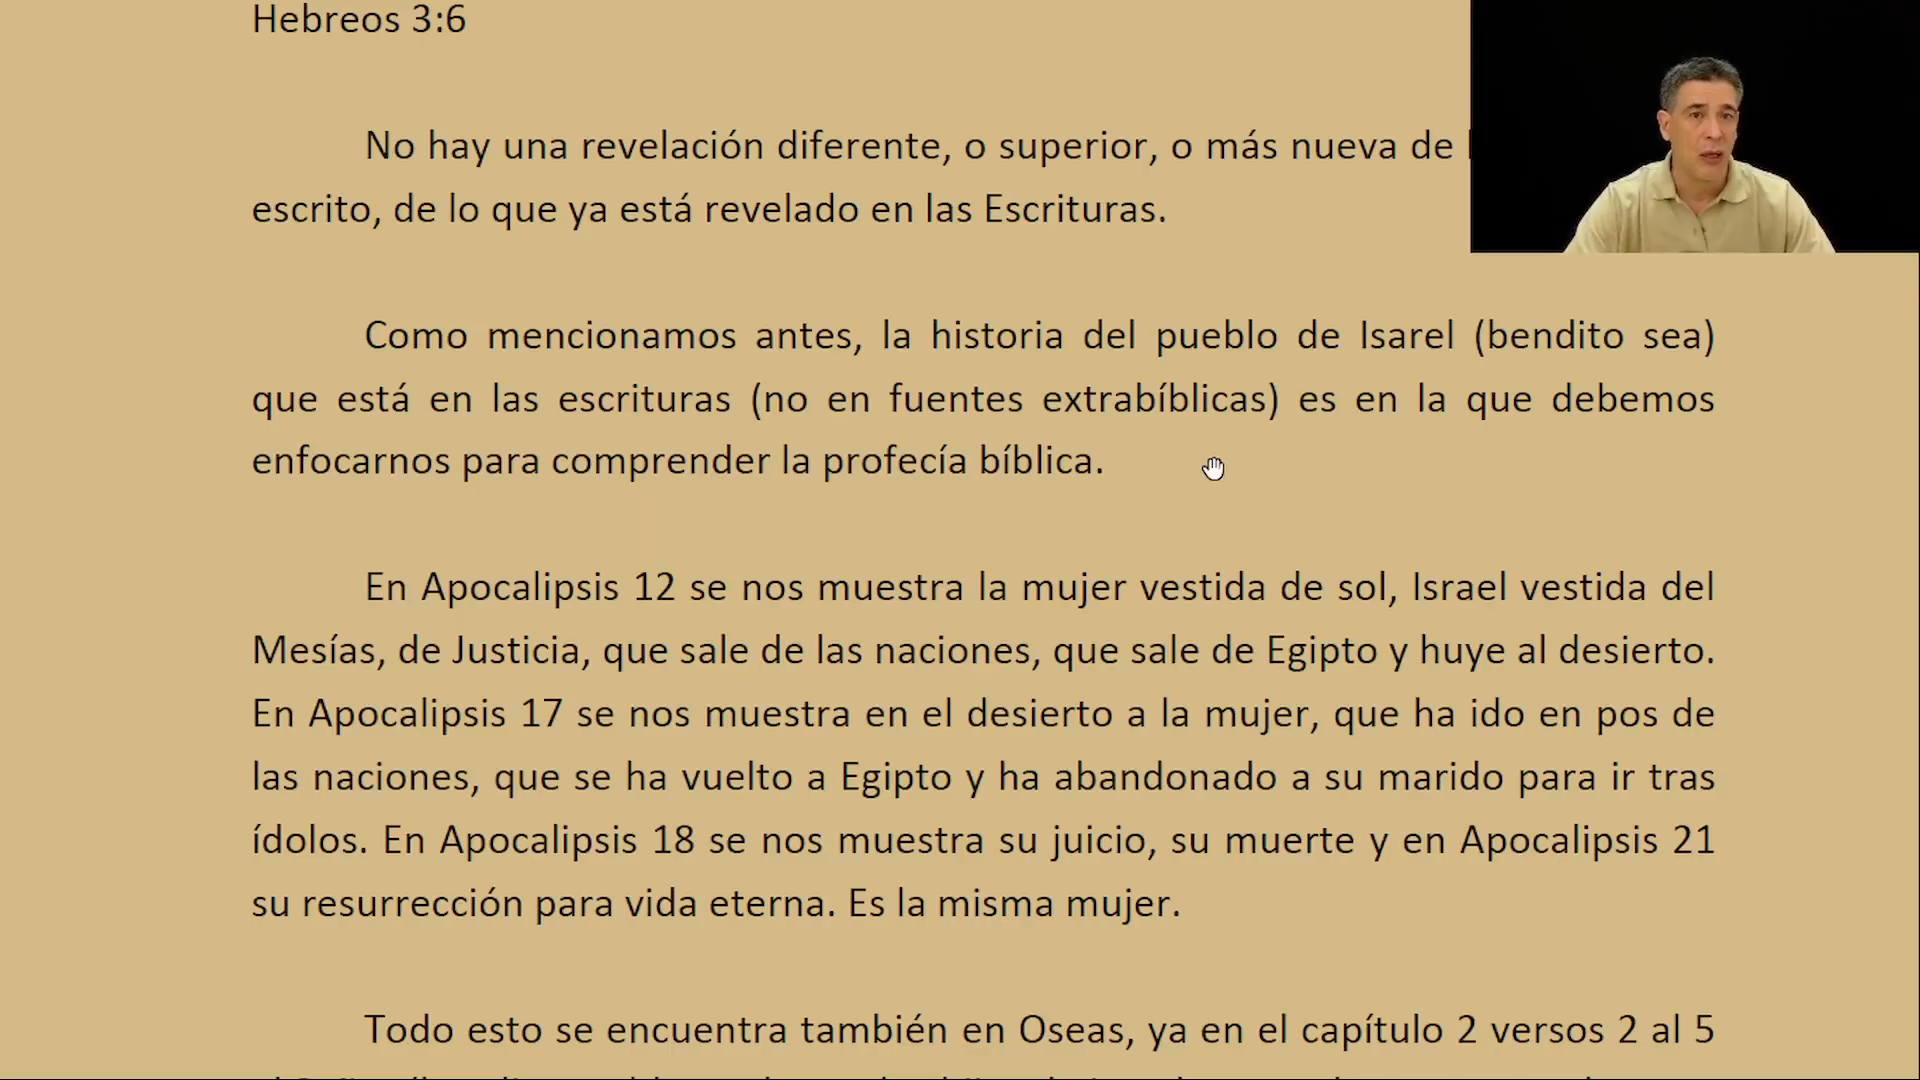 Hebreos 3:6
No hay una revelación diferente, o superior, o más nueva de
escrito, de lo que ya está revelado en las Escrituras.
Como mencionamos antes, la historia del pueblo de Isarel (bendito sea)
que está en las escrituras (no en fuentes extrabíblicas) es en la que debemos
enfocarnos para comprender la profecía bíblica.
En Apocalipsis 12 se nos muestra la mujer vestida de sol, Israel vestida del
Mesías, de Justicia, que sale de las naciones, que sale de Egipto y huye al desierto.
En Apocalipsis 17 se nos muestra en el desierto a la mujer, que ha ido en pos de
las naciones, que se ha vuelto a Egipto y ha abandonado a su marido para ir tras
ídolos. En Apocalipsis 18 se nos muestra su juicio, su muerte y en Apocalipsis 21
su resurrección para vida eterna. Es la misma mujer.
Todo esto se encuentra también en Oseas, ya en el capítulo 2 versos 2 al 5